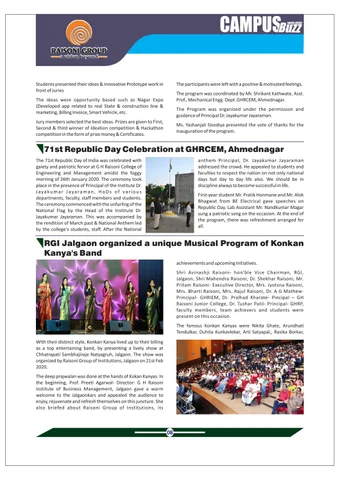 CAMPUS
Buzz
RAISONI GROUP
Students presented their ideas & Innovative Prototype work in
front of juries
The ideas were opportunity based such as Nagar Expo
(Developed app related to real State & construction line &
marketing, Billing Invoice, Smart Vehicle, etc.
Jury members selected the best ideas. Prizes are given to First,
Second & third winner of Ideation competition & Hackathon
competition in the form of prize money & Certificates.
The participants were left with a positive & motivated feelings.
The program was coordinated by Mr. Shrikant Kathwate, Asst.
Prof., Mechanical Engg. Dept. GHRCEM, Ahmednagar.
The Program was organized under the permission and
guidance of Principal Dr. Jayakumar Jayaraman.
Ms. Yashanjali Sisodiya presented the vote of thanks for the
inauguration of the program.
71st Republic Day Celebration at GHRCEM, Ahmednagar
The 71st Republic Day of India was celebrated with
gaiety and patriotic fervor at G H Raisoni College of
Engineering and Management amidst the foggy
morning of 26th January 2020. The ceremony took
place in the presence of Principal of the Institute Dr.
Jayakumar Jayaraman, HoDs of various
departments, faculty, staff members and students.
The ceremony commenced with the unfurling of the
National Flag by the Head of the Institute Dr.
Jayakumar Jayaraman. This was accompanied by
the rendition of March past & National Anthem led
by the college's students, staff. After the National
anthem Principal, Dr. Jayakumar Jayaraman
addressed the crowd. He appealed to students and
faculties to respect the nation on not only national
days but day to day life also. We should be in
discipline always to become successful in life.
First-year student Mr. Pratik Honmane and Mr. Alok
Bhagwat from BE Electrical gave speeches on
Republic Day. Lab Assistant Mr. Nandkumar Magar
sung a patriotic song on the occasion. At the end of
the program, there was refreshment arranged for
all.
RGI Jalgaon organized a unique Musical Program of Konkan
Kanya's Band
With their distinct style, Konkan Kanya lived up to their billing
as a top entertaining band, by presenting a lively show at
Chhatrapati Sambhajiraje Natyagruh, Jalgaon. The show was
organized by Raisoni Group of Institutions, Jalgaon on 21st Feb
2020.
The deep prajwalan was done at the hands of Kokan Kanyas. In
the beginning, Prof. Preeti Agarwal- Director- G H Raisoni
Institute of Business Management, Jalgaon gave a warm
welcome to the Jalgaonkars and appealed the audience to
enjoy, rejuvenate and refresh themselves on this juncture. She
also briefed about Raisoni Group of Institutions, its
achievements and upcoming initiatives.
Shri Avinashji Raisoni- hon'ble Vice Chairman, RGI,
Jalgaon, Shri Mahendra Raisoni, Dr. Shekhar Raisoni, Mr.
Pritam Raisoni- Executive Director, Mrs. Jyotsna Raisoni,
Mrs. Bharti Raisoni, Mrs. Rajul Raisoni, Dr. A G Mathew-
Principal- GHRIEM, Dr. Pralhad Kharate- Pincipal – GH
Raisoni Junior College, Dr. Tushar Patil- Principal- GHRP,
faculty members, team achievers and students were
present on this occasion.
The famous Konkan Kanyas were Nikita Ghate, Arundhati
Tendulkar, Duhita Kunkavlekar, Arti Satyapal,, Rasika Borkar,
08